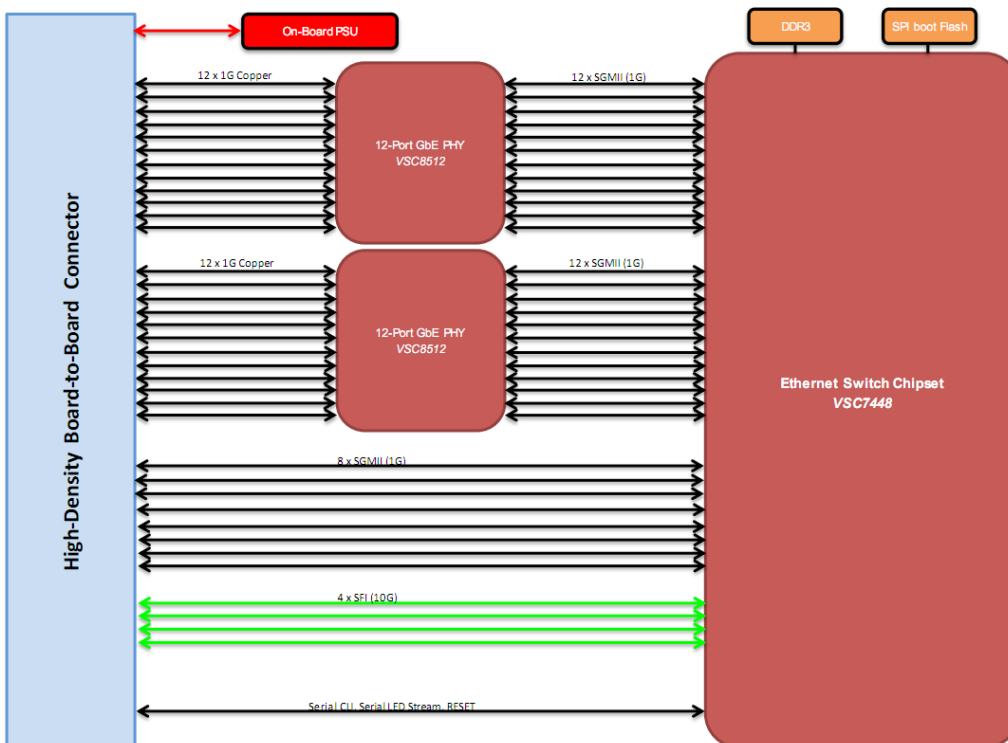 On-Board PSU
DDR3
SPI boot Flash
12 x 1G Copper
12 x SGMII (1G)
12-Port GbE PHY
VSC8512
12 x 1G Copper
12 x SGMII (1G)
12-Port GbE PHY
VSC8512
High-Density Board-to-Board Connector
Ethernet Switch Chipset
VSC7448
8 x SGMII (1G)
4 x SFI (10G)
Serial CLI, Serial LED Stream, RESET